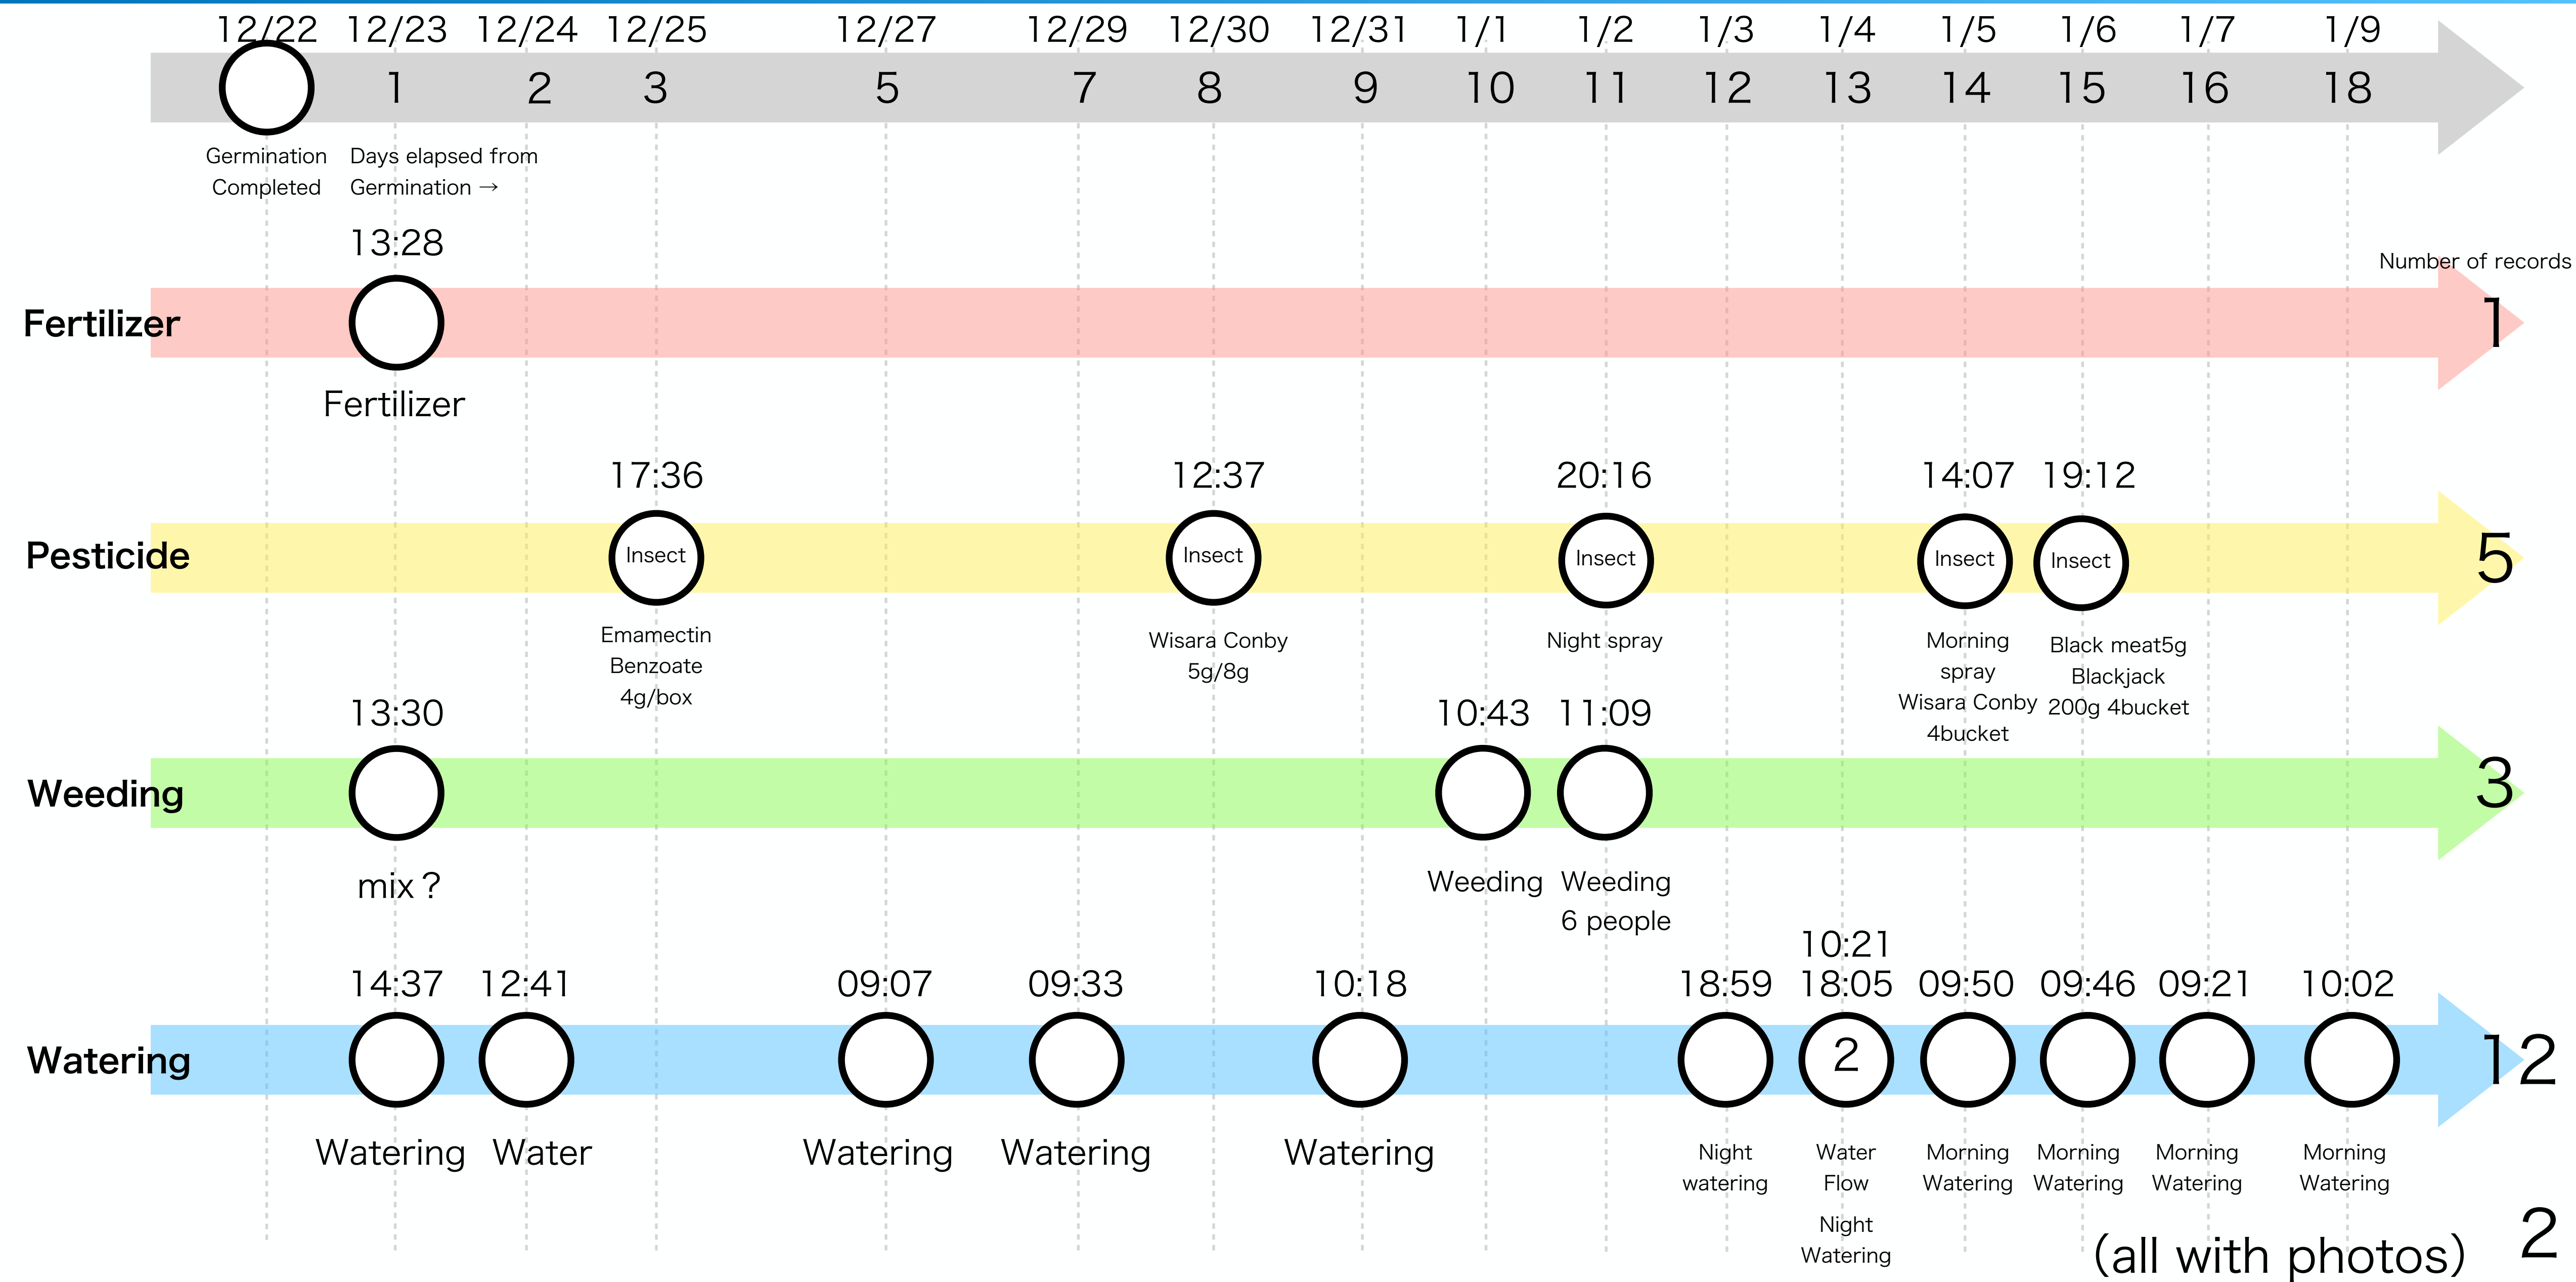 12/22 12/23 12/24 12/25 12/27 12/29 12/30 12/31 1/1 1/2 1/3 1/4 1/5 1/6 1/7 1/9
1 2 3 5 7 8 9 10 11 12 13 14 15 16 18
Germination
Completed
Days elapsed from
Germination →
13:28
Number of records
Fertilizer
1
Fertilizer
17:36 12:37 20:16 14:07 19:12
Pesticide
Insect Insect Insect Insect Insect
5
Emamectin
Benzoate
4g/box
Wisara Conby
5g/8g
Night spray
Morning
spray
Wisara Conby
4bucket
Black meat5g
Blackjack
200g 4bucket
13:30 10:43 11:09
Weeding
3
mix？
Weeding
Weeding
6 people
10:21
14:37 12:41 09:07 09:33 10:18 18:59 18:05 09:50 09:46 09:21 10:02
Watering
2
12
Watering Water Watering Watering Watering
Night
watering
Water
Flow
Night
Watering
Morning
Watering
Morning
Watering
Morning
Watering
Morning
Watering
（all with photos）
2